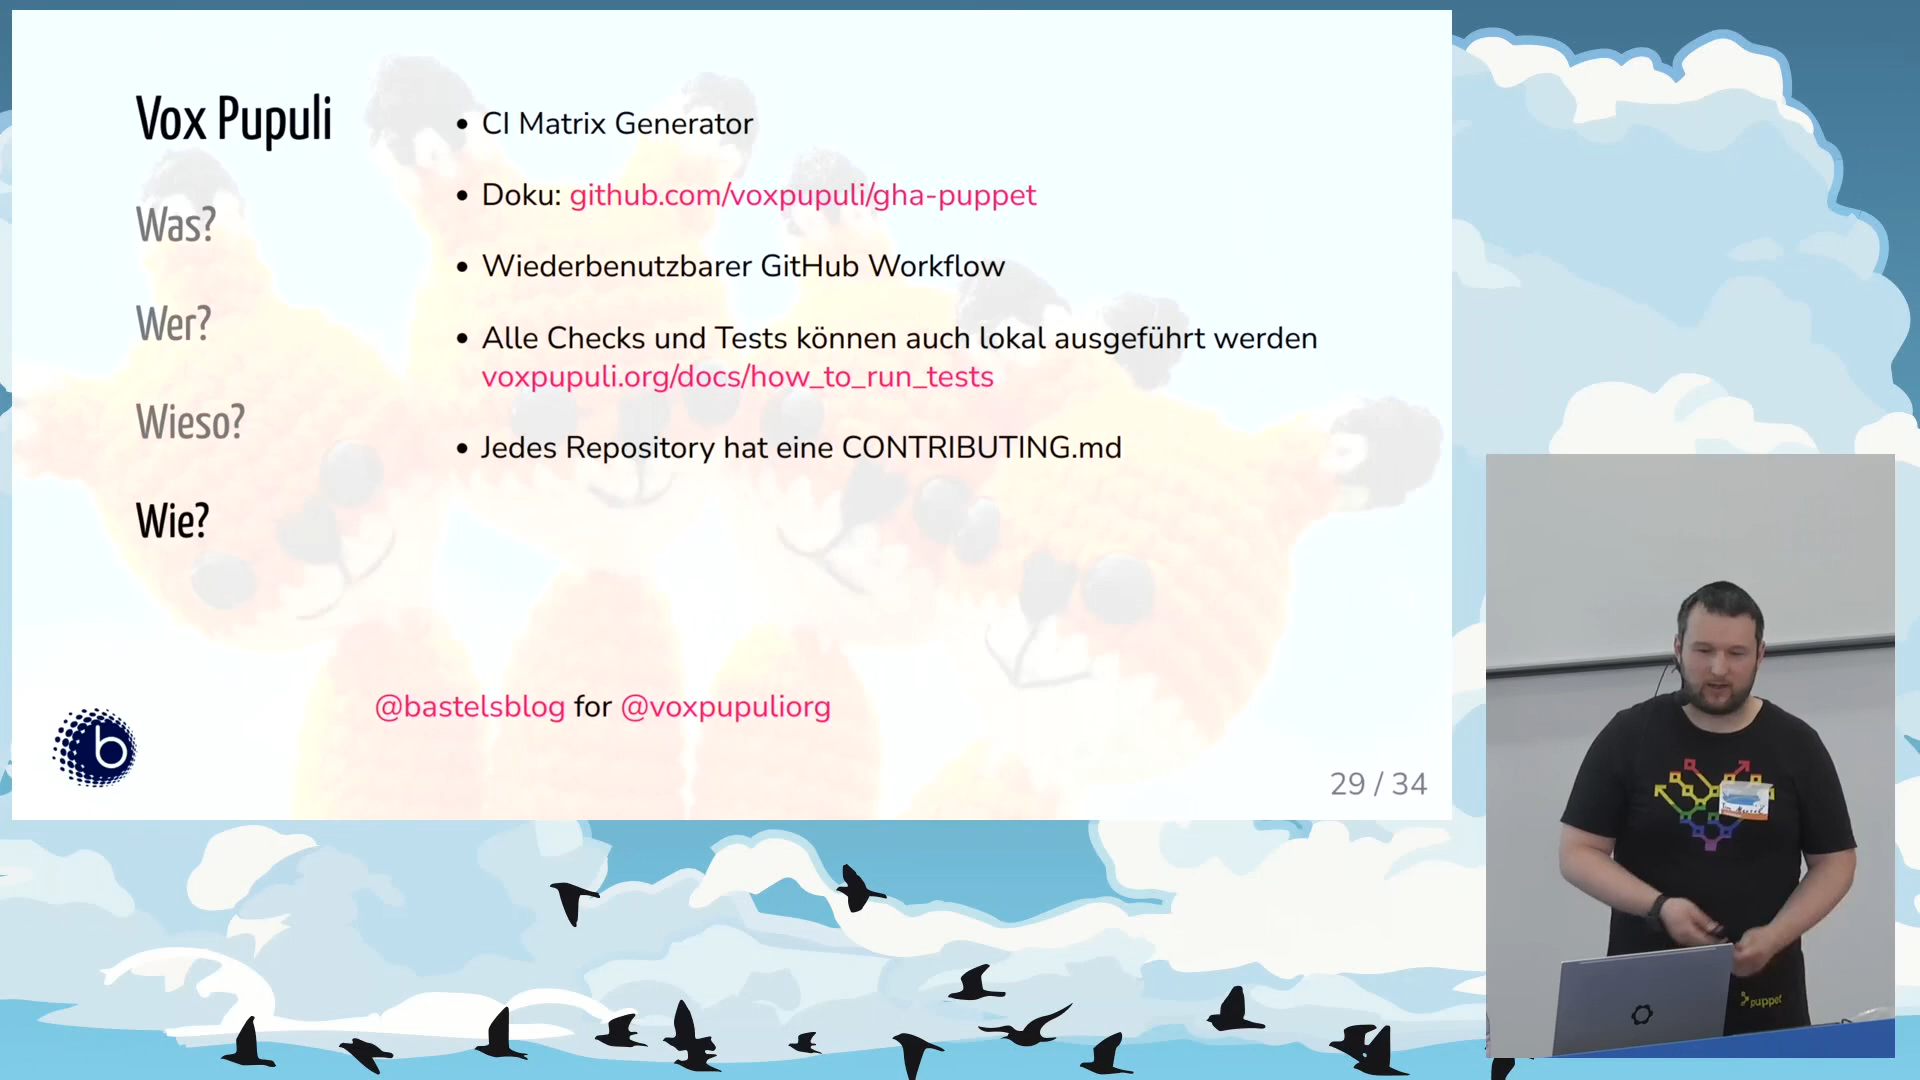 Vox Pupuli
Was?
Wer?
Wieso?
Wie?
• CI Matrix Generator
• Doku: github.com/voxpupuli/gha-puppet
• Wiederbenutzbarer GitHub Workflow
• Alle Checks und Tests können auch lokal ausgeführt werden
voxpupuli.org/docs/how_to_run_tests
• Jedes Repository hat eine CONTRIBUTING.md
@bastelsblog for @voxpupuliorg
b
29 / 34
puppet